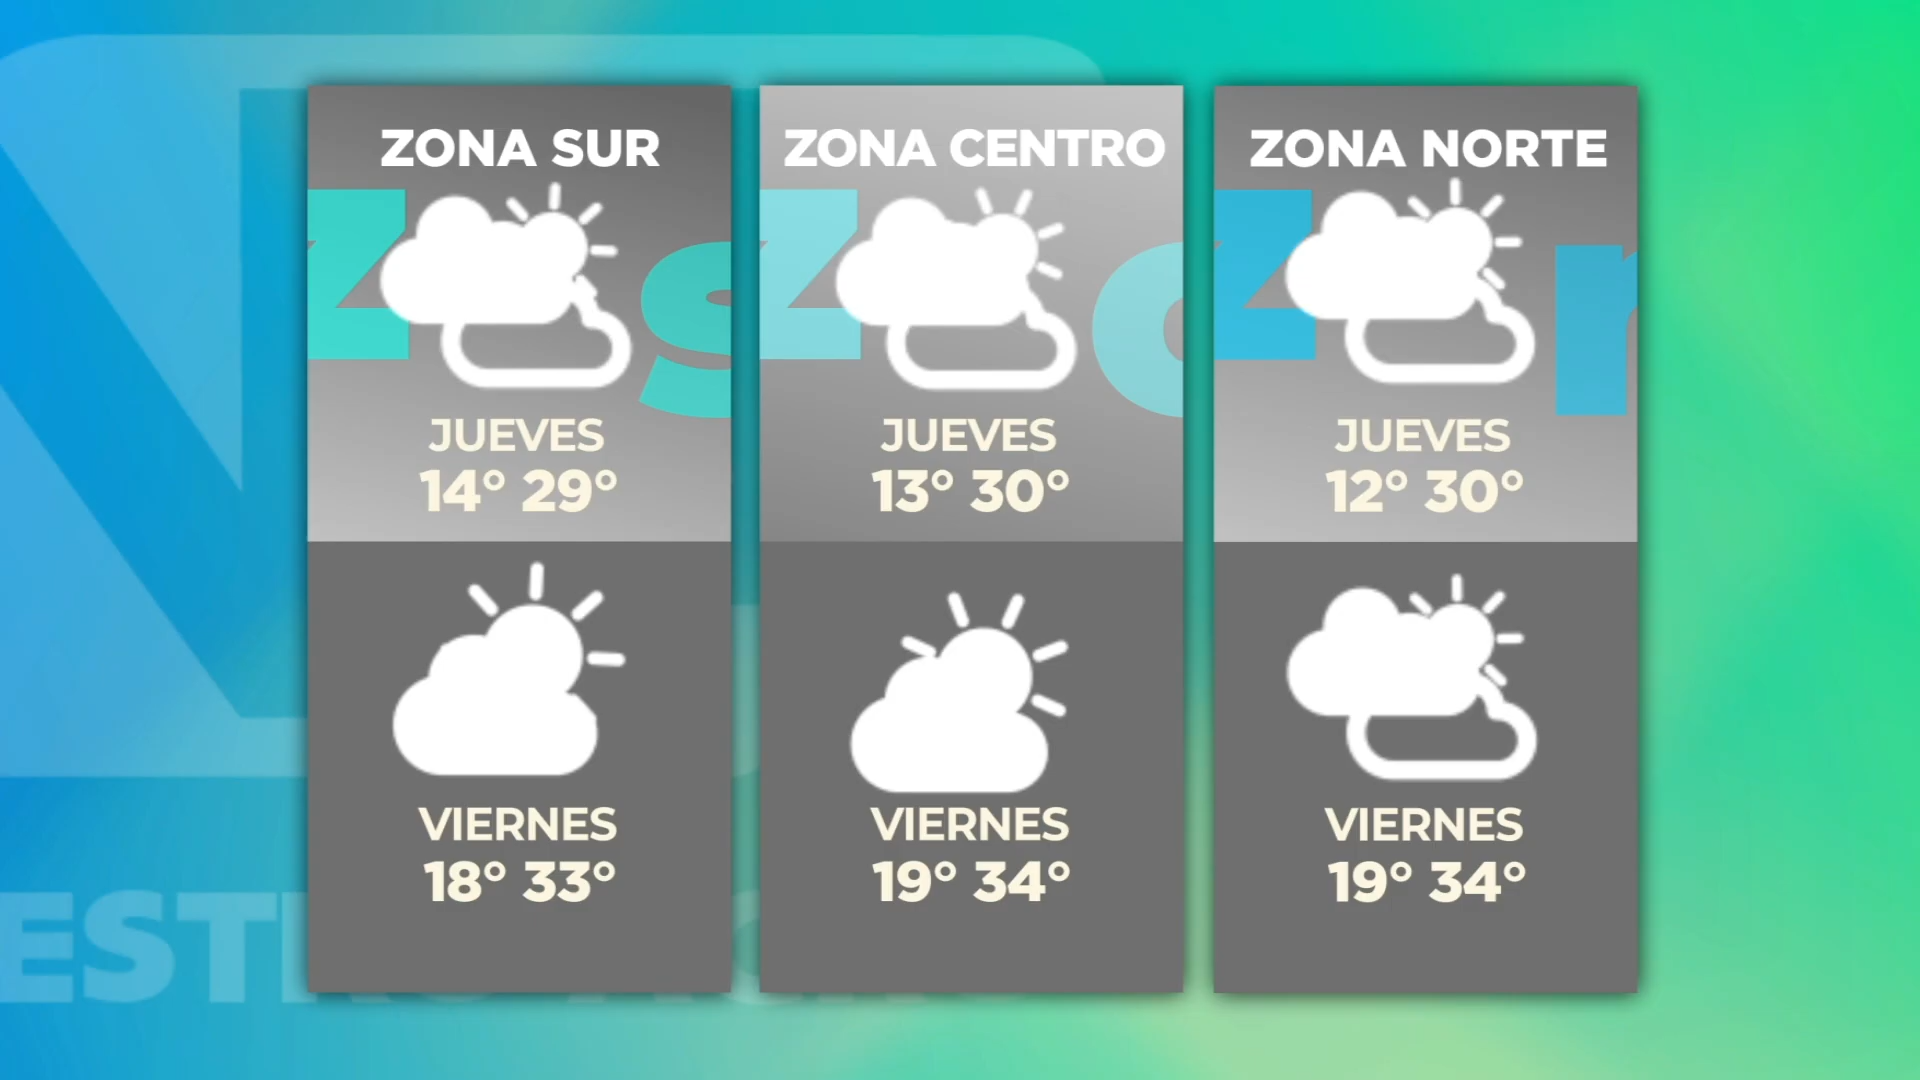 ZONA SUR
z s
JUEVES
14° 29°
VIERNES
18° 33°
ZONA CENTRO
z c
JUEVES
13° 30°
VIERNES
19° 34°
ZONA NORTE
z n
JUEVES
12° 30°
VIERNES
19° 34°